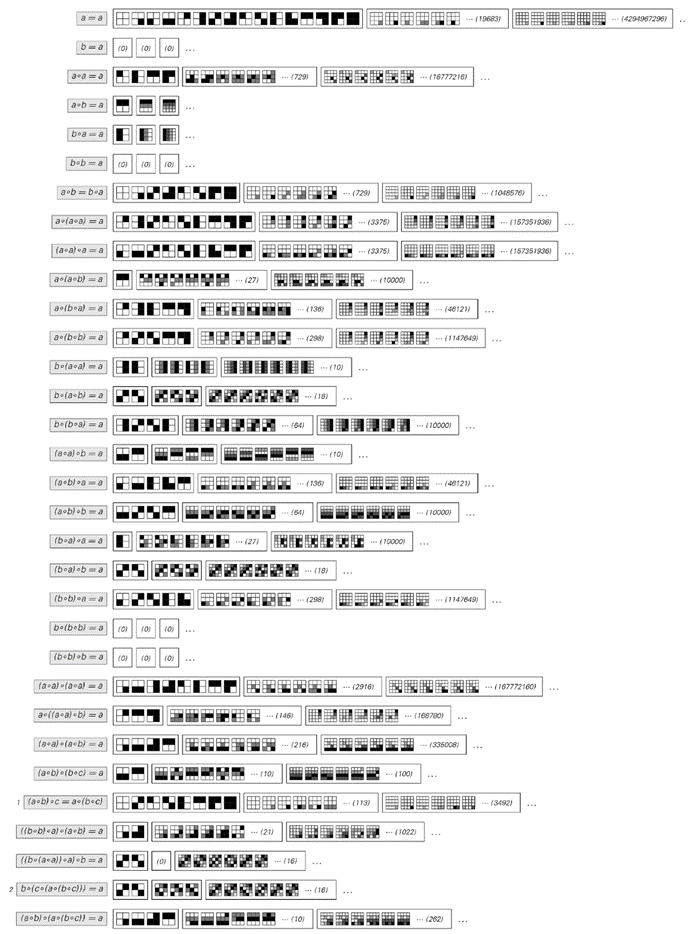 a = a ... (19683) ... (4294967296) ...
b = a (0) (0) (0) ...
a∘a = a ... (729) ... (16777216) ...
a∘b = a ...
b∘a = a ...
b∘b = a (0) (0) (0) ...
a∘b = b∘a ... (729) ... (1048576) ...
a∘(a∘a) = a ... (3375) ... (157351936) ...
(a∘a)∘a = a ... (3375) ... (157351936) ...
a∘(a∘b) = a ... (27) ... (10000) ...
a∘(b∘a) = a ... (136) ... (46121) ...
a∘(b∘b) = a ... (298) ... (1147649) ...
b∘(a∘a) = a ... (10) ...
b∘(a∘b) = a ... (18) ...
b∘(b∘a) = a ... (64) ... (10000) ...
(a∘a)∘b = a ... (10) ...
(a∘b)∘a = a ... (136) ... (46121) ...
(a∘b)∘b = a ... (64) ... (10000) ...
(b∘a)∘a = a ... (27) ... (10000) ...
(b∘a)∘b = a ... (18) ...
(b∘b)∘a = a ... (298) ... (1147649) ...
b∘(b∘b) = a (0) (0) (0) ...
(b∘b)∘b = a (0) (0) (0) ...
(a∘a)∘(a∘a) = a ... (2916) ... (167772160) ...
a∘((a∘a)∘b) = a ... (146) ... (169780) ...
(a∘a)∘(a∘b) = a ... (216) ... (335008) ...
(a∘b)∘(b∘c) = a ... (10) ... (100) ...
1 (a∘b)∘c = a∘(b∘c) ... (113) ... (3492) ...
((b∘b)∘a)∘(a∘b) = a ... (21) ... (1022) ...
((b∘(a∘a))∘a)∘b = a (0) ... (16) ...
2 b∘(c∘(a∘(b∘c))) = a ... (16) ...
(a∘b)∘(a∘(b∘c)) = a ... (10) ... (262) ...